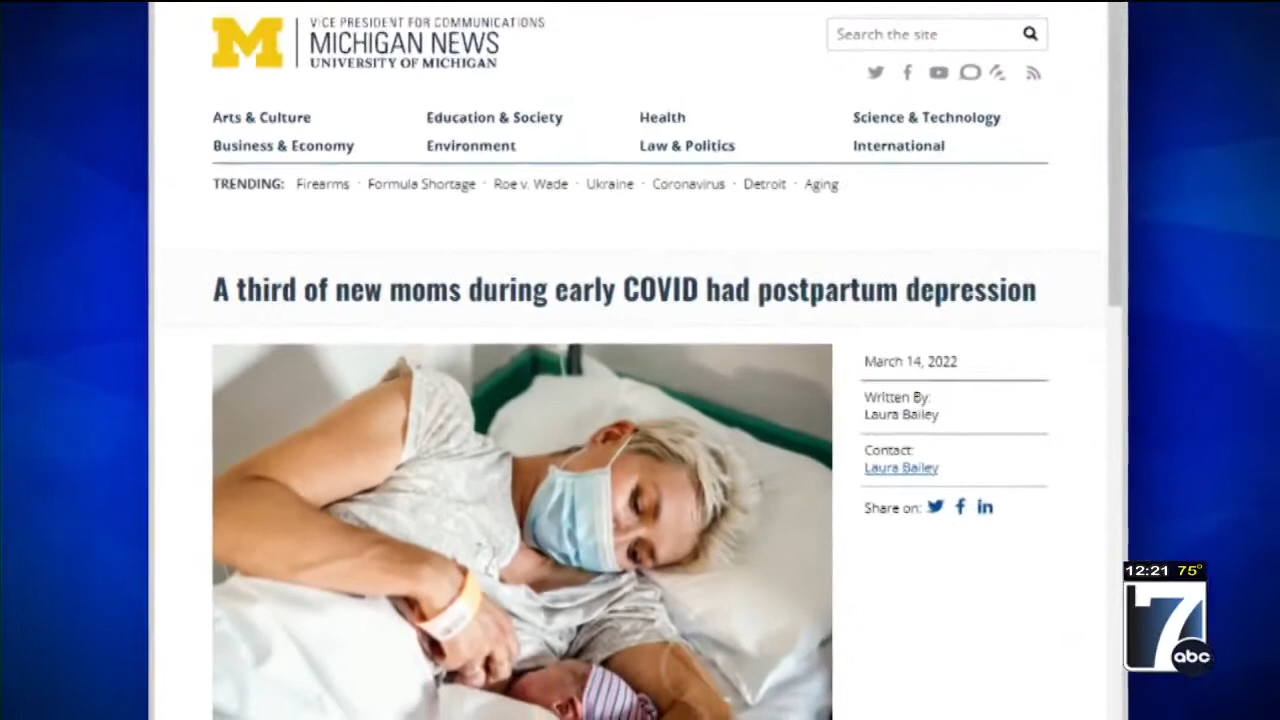 M
VICE PRESIDENT FOR COMMUNICATIONS
MICHIGAN NEWS
UNIVERSITY OF MICHIGAN
Search the site
Arts & Culture
Education & Society
Health
Science & Technology
Business & Economy
Environment
Law & Politics
International
TRENDING: Firearms · Formula Shortage · Roe v. Wade · Ukraine · Coronavirus · Detroit · Aging
A third of new moms during early COVID had postpartum depression
March 14, 2022
Written By:
Laura Bailey
Contact:
Laura Bailey
Share on:
12:21 75°
7
abc